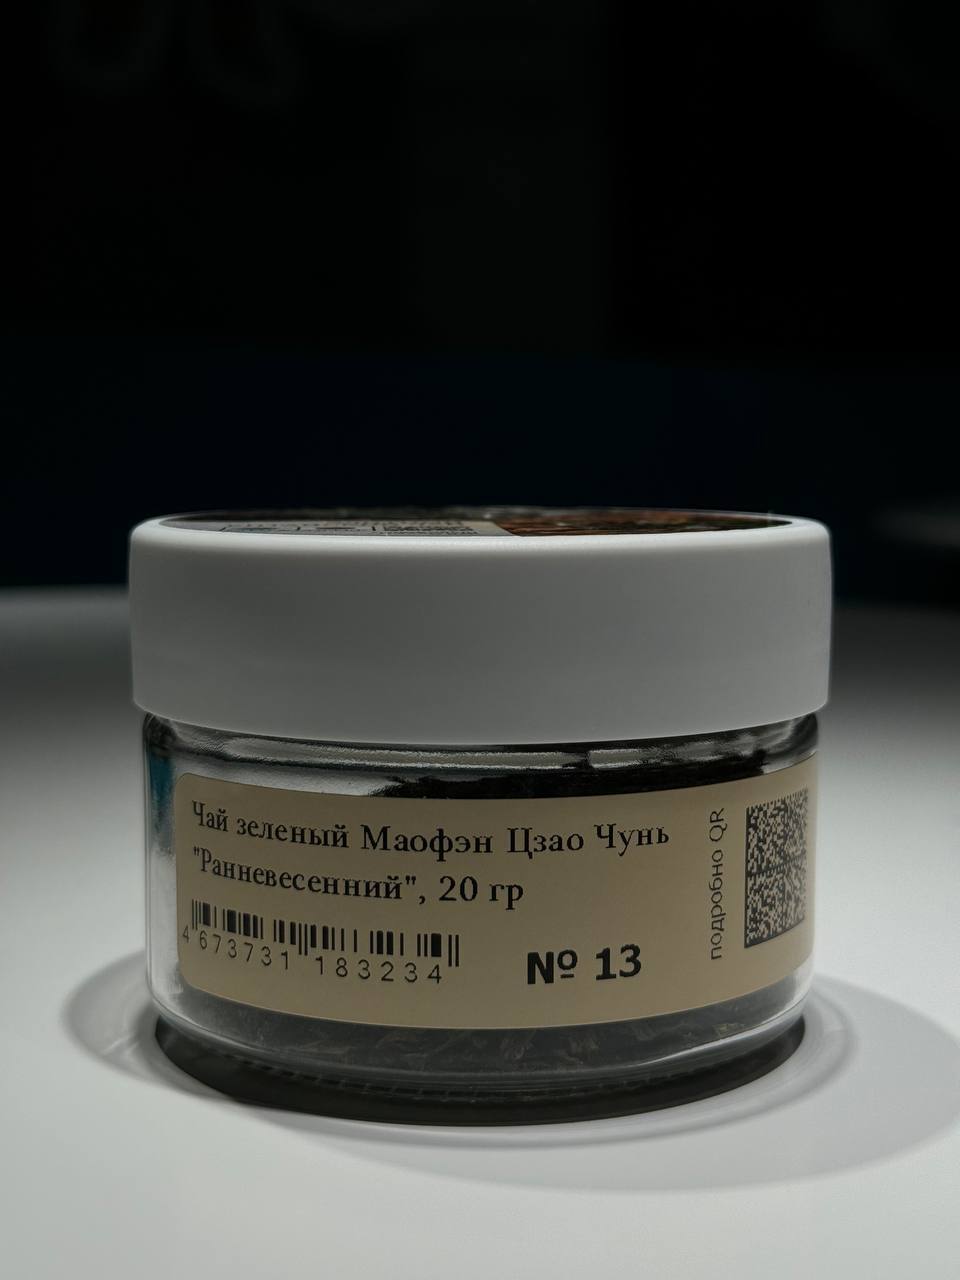 Чай зеленый Маофэн Цзао Чунь
"Ранневесенний", 20 гр
4 673731 183234
№ 13
подробно QR